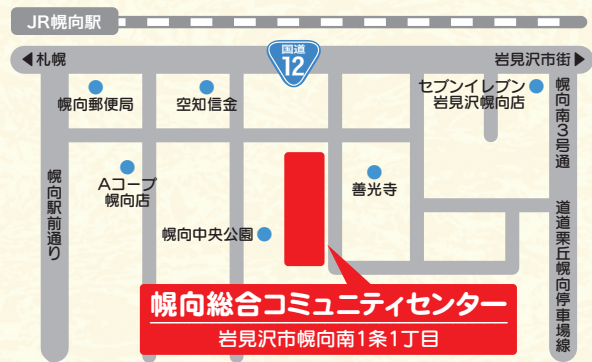 JR幌向駅
◀札幌
国道
12
岩見沢市街▶
幌向郵便局
空知信金
セブンイレブン
岩見沢幌向店
幌向南3号通
Aコープ
幌向店
善光寺
幌向駅前通り
幌向中央公園
道道栗丘幌向停車場線
幌向総合コミュニティセンター
岩見沢市幌向南1条1丁目